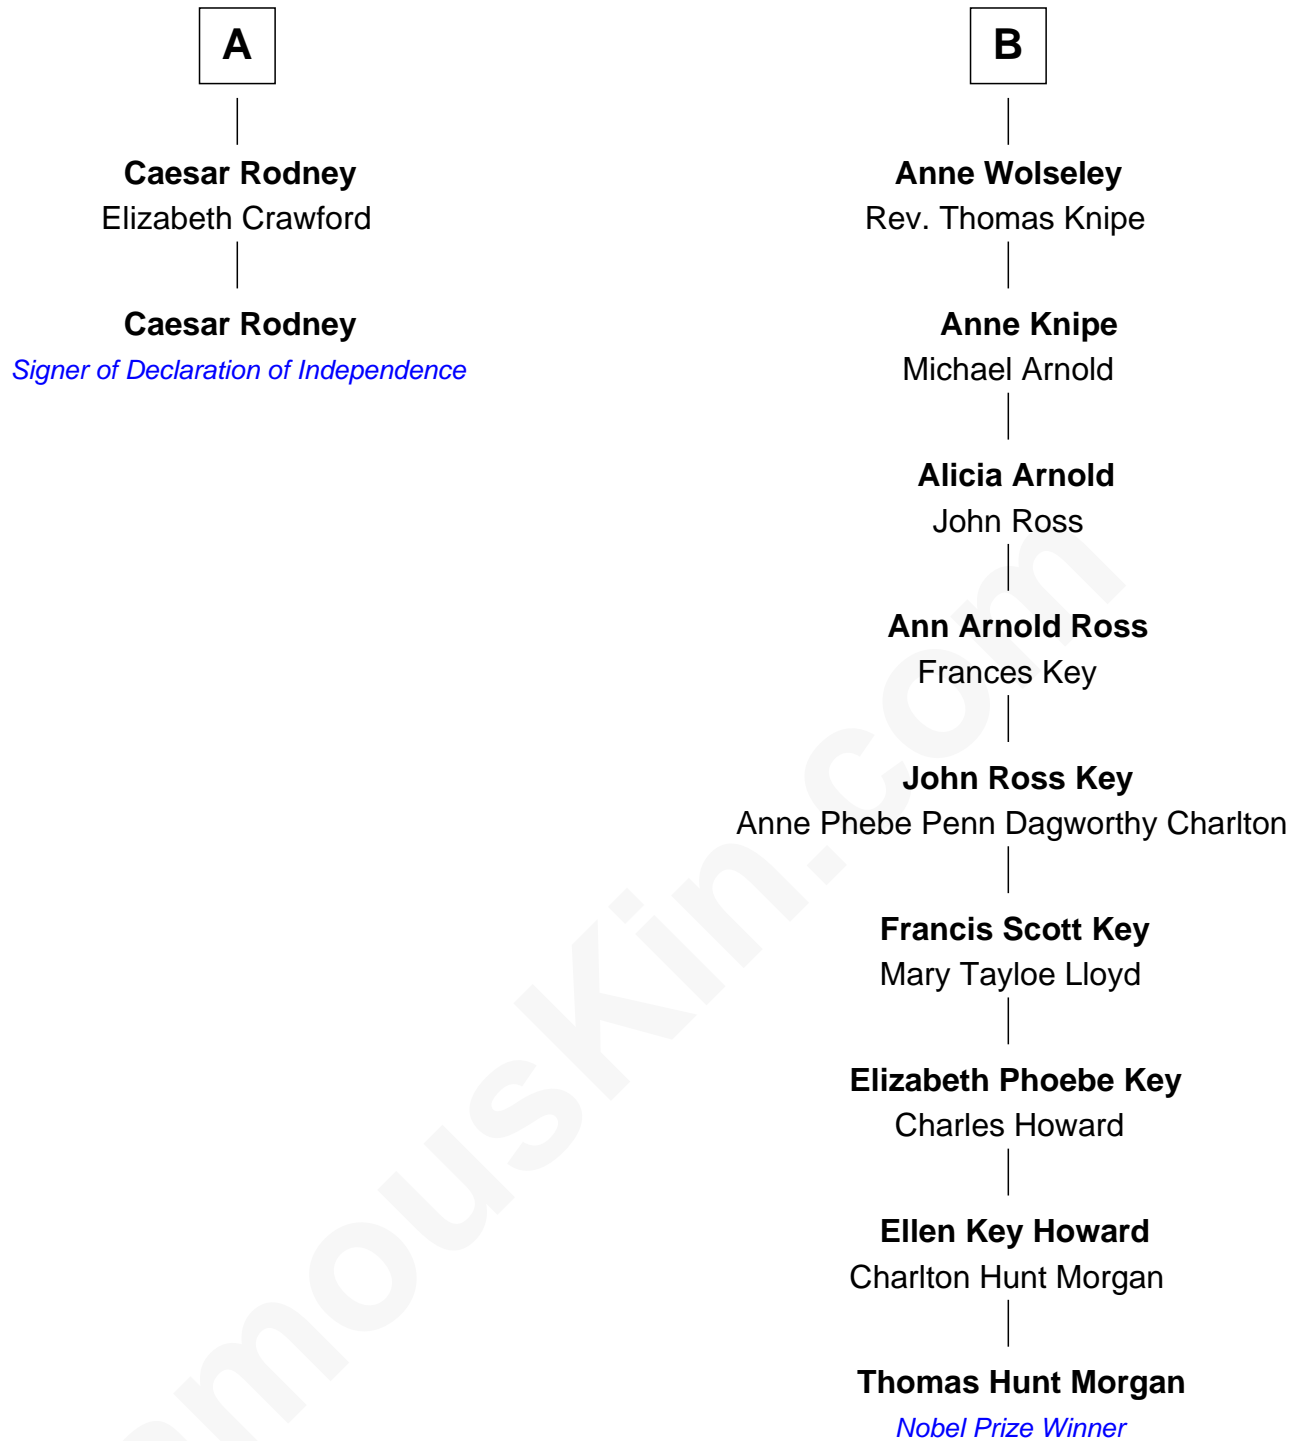 A
Caesar Rodney
Elizabeth Crawford
Caesar Rodney
Signer of Declaration of Independence
B
Anne Wolseley
Rev. Thomas Knipe
Anne Knipe
Michael Arnold
Alicia Arnold
John Ross
Ann Arnold Ross
Frances Key
John Ross Key
Anne Phebe Penn Dagworthy Charlton
Francis Scott Key
Mary Tayloe Lloyd
Elizabeth Phoebe Key
Charles Howard
Ellen Key Howard
Charlton Hunt Morgan
Thomas Hunt Morgan
Nobel Prize Winner
amousKin.com